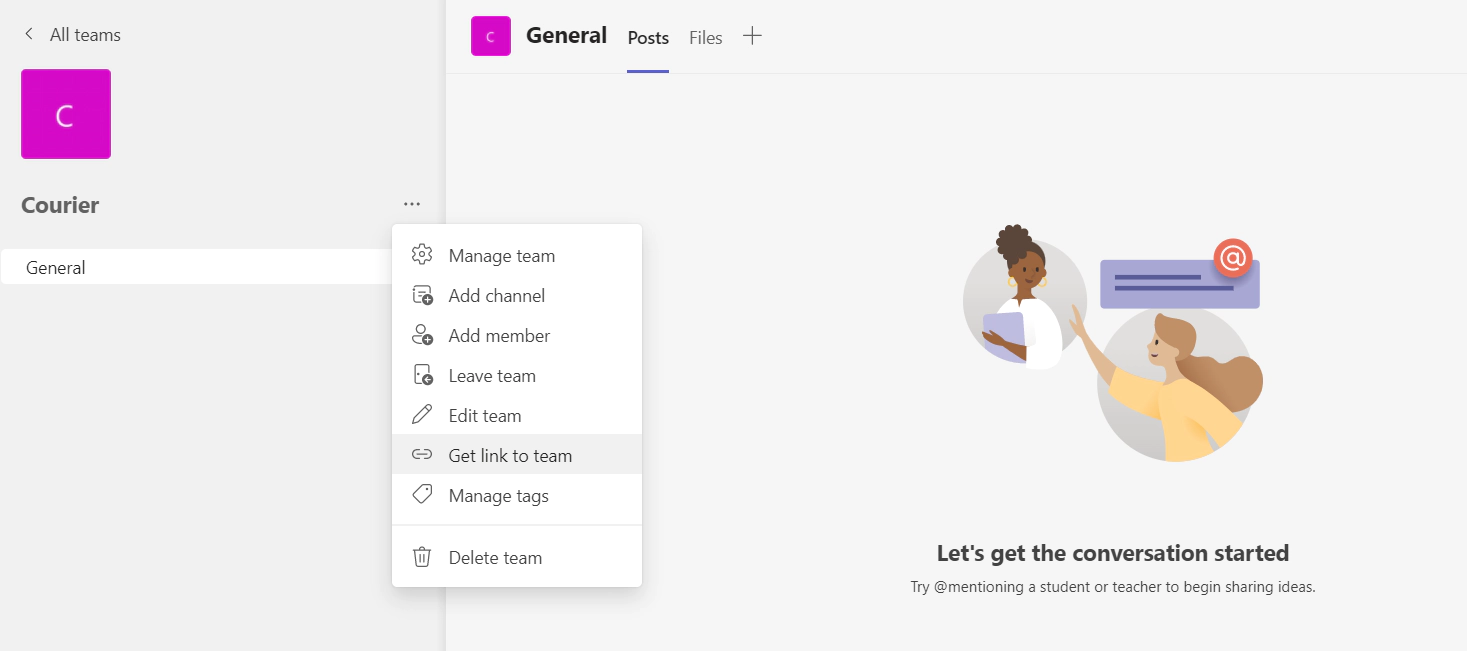 All teams
C
Courier
...
General
Manage team
Add channel
Add member
Leave team
Edit team
Get link to team
Manage tags
Delete team
C General Posts Files
@
Let's get the conversation started
Try @mentioning a student or teacher to begin sharing ideas.